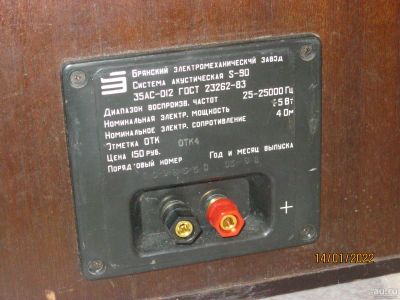 Брянский электромеханический завод
Система акустическая S-90
35АС-012 ГОСТ 23262-83
Диапазон воспроизв. частот 25-25000 Гц
Номинальная электр. мощность 5 Вт
Номинальное электр. сопротивление 4 Ом
Отметка ОТК ОТК4
Цена 150 руб.
Порядковый номер Год и месяц выпуска
+
14/01/2022